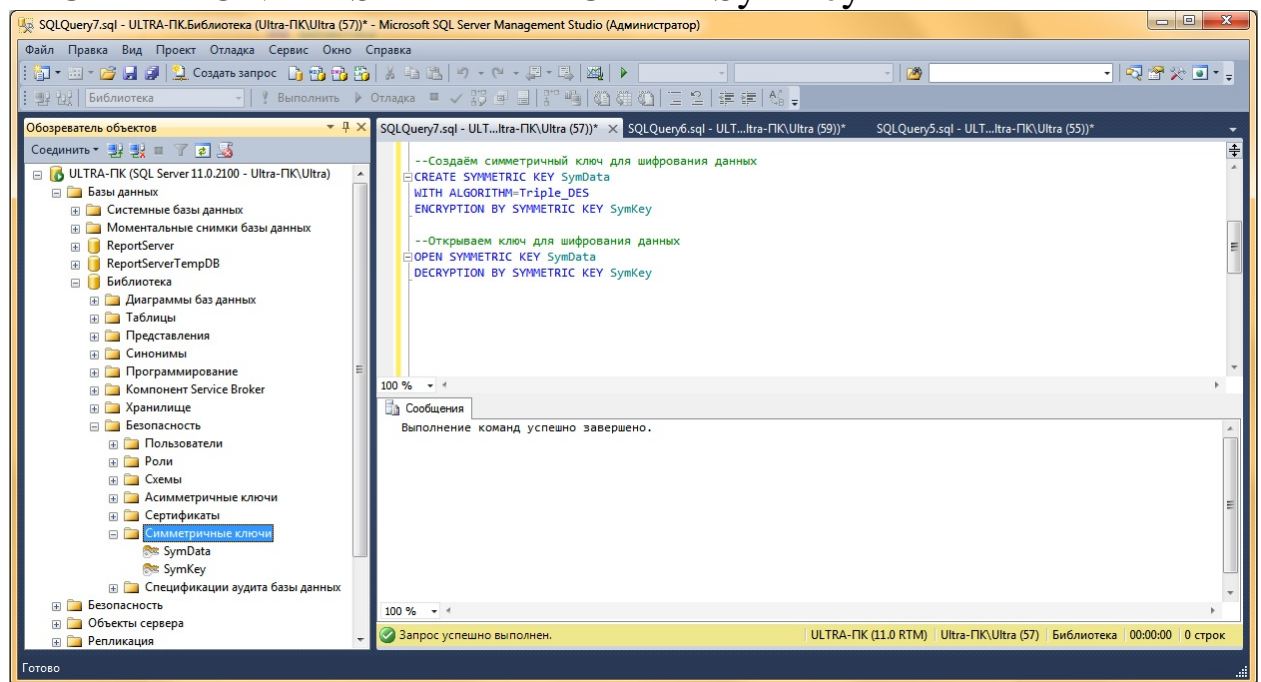 SQLQuery7.sql - ULTRA-ПК.Библиотека (Ultra-ПК\Ultra (57))* - Microsoft SQL Server Management Studio (Администратор)
Файл Правка Вид Проект Отладка Сервис Окно Справка
Создать запрос
Библиотека Выполнить Отладка
Обозреватель объектов
Соединить
ULTRA-ПК (SQL Server 11.0.2100 - Ultra-ПК\Ultra)
Базы данных
Системные базы данных
Моментальные снимки базы данных
ReportServer
ReportServerTempDB
Библиотека
Диаграммы баз данных
Таблицы
Представления
Синонимы
Программирование
Компонент Service Broker
Хранилище
Безопасность
Пользователи
Роли
Схемы
Асимметричные ключи
Сертификаты
Симметричные ключи
SymData
SymKey
Спецификации аудита базы данных
Безопасность
Объекты сервера
Репликация
SQLQuery7.sql - ULT...ltra-ПК\Ultra (57))* SQLQuery6.sql - ULT...ltra-ПК\Ultra (59))* SQLQuery5.sql - ULT...ltra-ПК\Ultra (55))*
--Создаём симметричный ключ для шифрования данных
CREATE SYMMETRIC KEY SymData
WITH ALGORITHM=Triple_DES
ENCRYPTION BY SYMMETRIC KEY SymKey
--Открываем ключ для шифрования данных
OPEN SYMMETRIC KEY SymData
DECRYPTION BY SYMMETRIC KEY SymKey
100 %
Сообщения
Выполнение команд успешно завершено.
100 %
Запрос успешно выполнен. ULTRA-ПК (11.0 RTM) Ultra-ПК\Ultra (57) Библиотека 00:00:00 0 строк
Готово